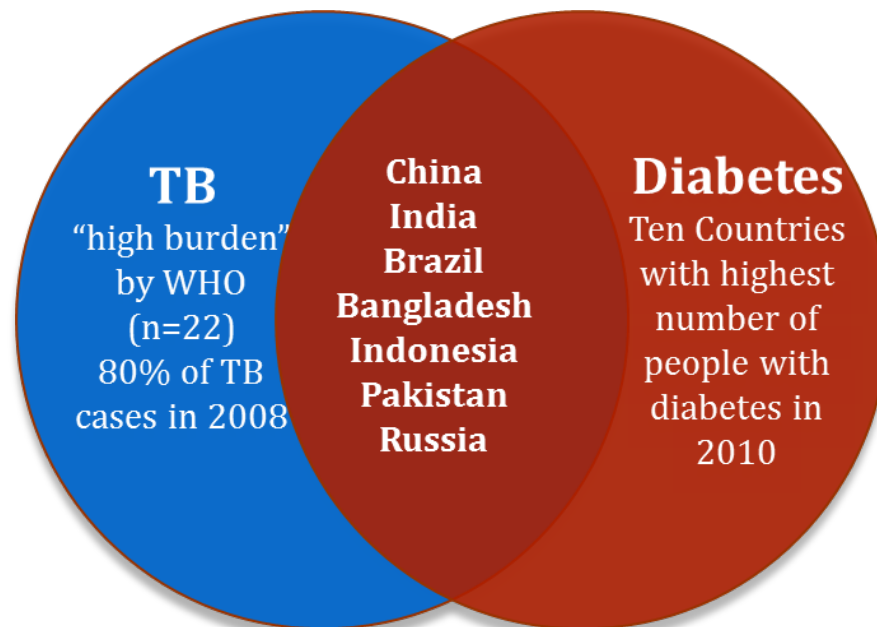 TB
“high burden”
by WHO
(n=22)
80% of TB
cases in 2008
China
India
Brazil
Bangladesh
Indonesia
Pakistan
Russia
Diabetes
Ten Countries
with highest
number of
people with
diabetes in
2010